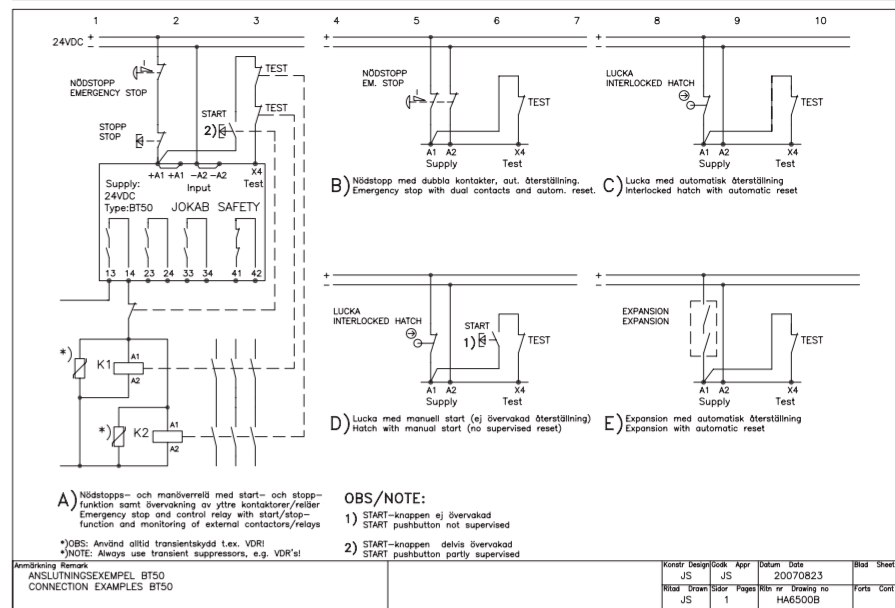 1 2 3 4 5 6 7 8 9 10
24VDC + −
NÖDSTOPP
EMERGENCY STOP
TEST
TEST
START
2)
STOPP
STOP
+A1 +A1 −A2 −A2 X4
Input Test
Supply:
24VDC
Type:BT50 JOKAB SAFETY
13 14 23 24 33 34 41 42
*)
K1
A1
A2
*)
K2
A1
A2
A) Nödstopps− och manöverrelä med start− och stopp−
funktion samt övervakning av yttre kontaktorer/reläer
Emergency stop and control relay with start/stop−
function and monitoring of external contactors/relays
*)OBS: Använd alltid transientskydd t.ex. VDR!
*)NOTE: Always use transient suppressors, e.g. VDR's!
+ −
NÖDSTOPP
EM. STOP
TEST
A1 A2 X4
Supply Test
B) Nödstopp med dubbla kontakter, aut. återställning.
Emergency stop with dual contacts and autom. reset.
+ −
LUCKA
INTERLOCKED HATCH
TEST
A1 A2 X4
Supply Test
C) Lucka med automatisk återställning
Interlocked hatch with automatic reset
+ −
LUCKA
INTERLOCKED HATCH
START
1)
TEST
A1 A2 X4
Supply Test
D) Lucka med manuell start (ej övervakad återställning)
Hatch with manual start (no supervised reset)
+ −
EXPANSION
EXPANSION
TEST
A1 A2 X4
Supply Test
E) Expansion med automatisk återställning
Expansion with automatic reset
OBS/NOTE:
1) START−knappen ej övervakad
START pushbutton not supervised
2) START−knappen delvis övervakad
START pushbutton partly supervised
Anmärkning Remark
ANSLUTNINGSEXEMPEL BT50
CONNECTION EXAMPLES BT50
Konstr Design Godk Appr Datum Date Blad Sheet
JS JS 20070823
Ritad Drawn Sidor Pages Ritn nr Drawing no Forts Cont
JS 1 HA6500B